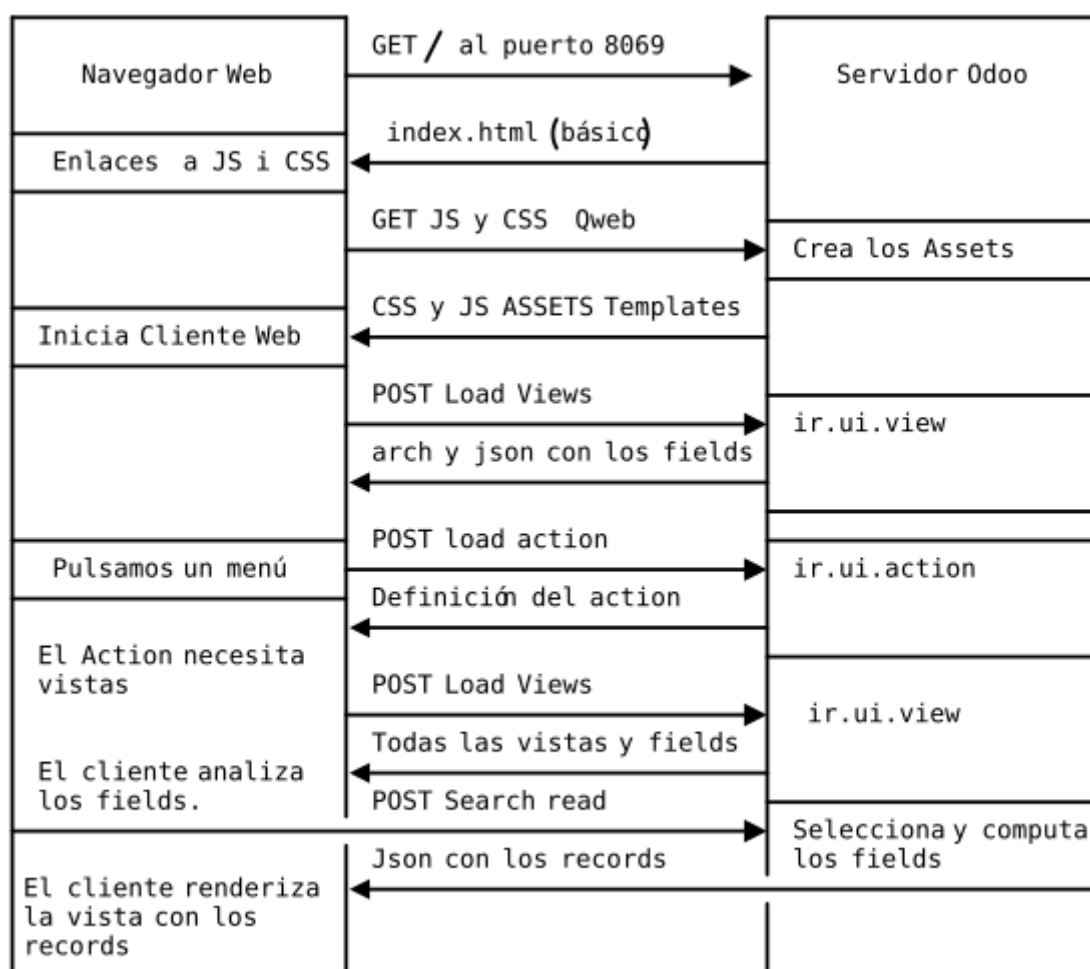 GET / al puerto 8069
Navegador Web
Servidor Odoo
index.html (básico)
Enlaces a JS i CSS
GET JS y CSS Qweb
Crea los Assets
CSS y JS ASSETS Templates
Inicia Cliente Web
POST Load Views
ir.ui.view
arch y json con los fields
POST load action
Pulsamos un menú
ir.ui.action
Definición del action
El Action necesita
vistas
POST Load Views
ir.ui.view
Todas las vistas y fields
El cliente analiza
los fields.
POST Search read
Selecciona y computa
los fields
Json con los records
El cliente renderiza
la vista con los
records